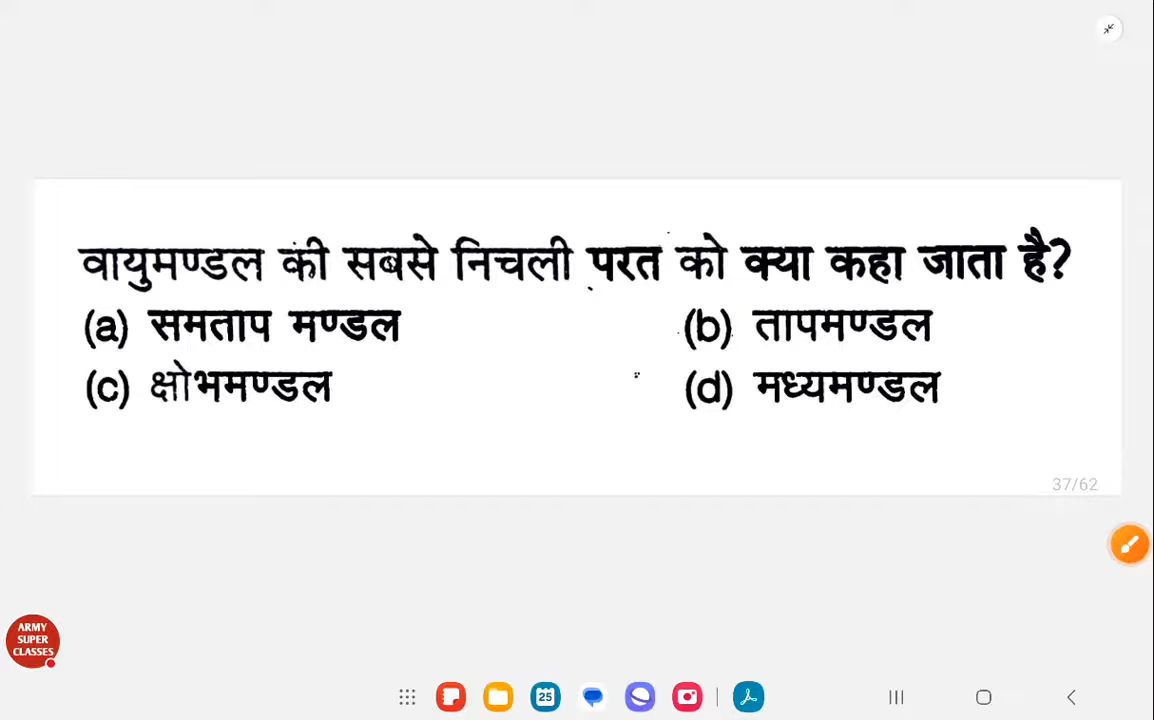 वायुमण्डल की सबसे निचली परत को क्या कहा जाता है?
(a) समताप मण्डल (b) तापमण्डल
(c) क्षोभमण्डल (d) मध्यमण्डल
37/62
ARMY
SUPER
CLASSES
25